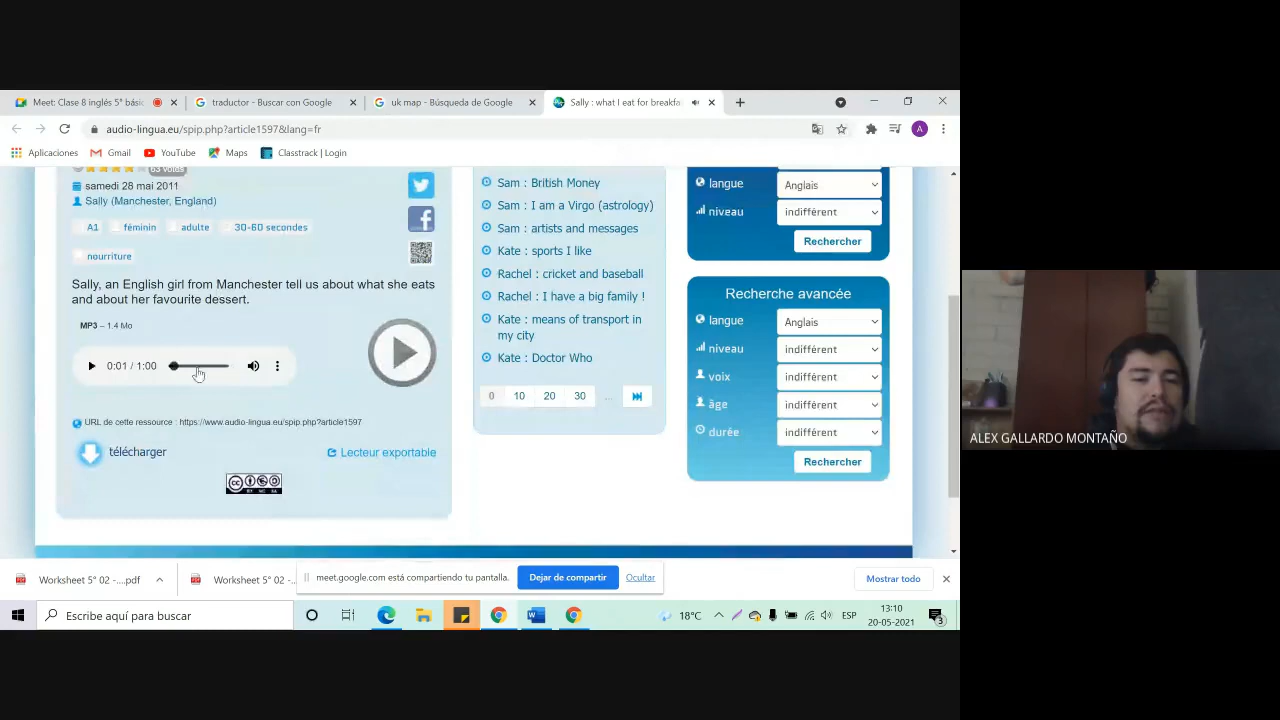 Meet: Clase 8 inglés 5° bási
traductor - Buscar con Google
uk map - Búsqueda de Google
Sally : what I eat for breakfa
audio-lingua.eu/spip.php?article1597&lang=fr
Aplicaciones
Gmail
YouTube
Maps
Classtrack | Login
63 votes
samedi 28 mai 2011
Sally (Manchester, England)
A1
féminin
adulte
30-60 secondes
nourriture
Sally, an English girl from Manchester tell us about what she eats
and about her favourite dessert.
MP3 – 1.4 Mo
0:01 / 1:00
URL de cette ressource : https://www.audio-lingua.eu/spip.php?article1597
télécharger
Lecteur exportable
Sam : British Money
Sam : I am a Virgo (astrology)
Sam : artists and messages
Kate : sports I like
Rachel : cricket and baseball
Rachel : I have a big family !
Kate : means of transport in
my city
Kate : Doctor Who
0 10 20 30 ...
langue Anglais
niveau indifférent
Rechercher
Recherche avancée
langue Anglais
niveau indifférent
voix indifférent
âge indifférent
durée indifférent
Rechercher
ALEX GALLARDO MONTAÑO
Worksheet 5° 02 -....pdf
Worksheet 5° 02 -...
meet.google.com está compartiendo tu pantalla.
Dejar de compartir
Ocultar
Mostrar todo
Escribe aquí para buscar
18°C
ESP
13:10
20-05-2021
3